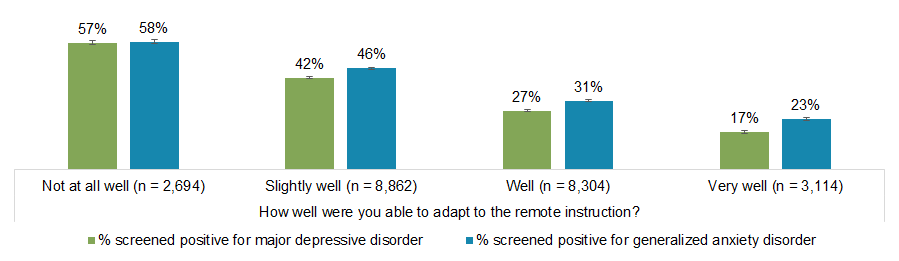 57% 58%
42% 46%
27% 31%
17% 23%
Not at all well (n = 2,694) Slightly well (n = 8,862) Well (n = 8,304) Very well (n = 3,114)
How well were you able to adapt to the remote instruction?
% screened positive for major depressive disorder % screened positive for generalized anxiety disorder